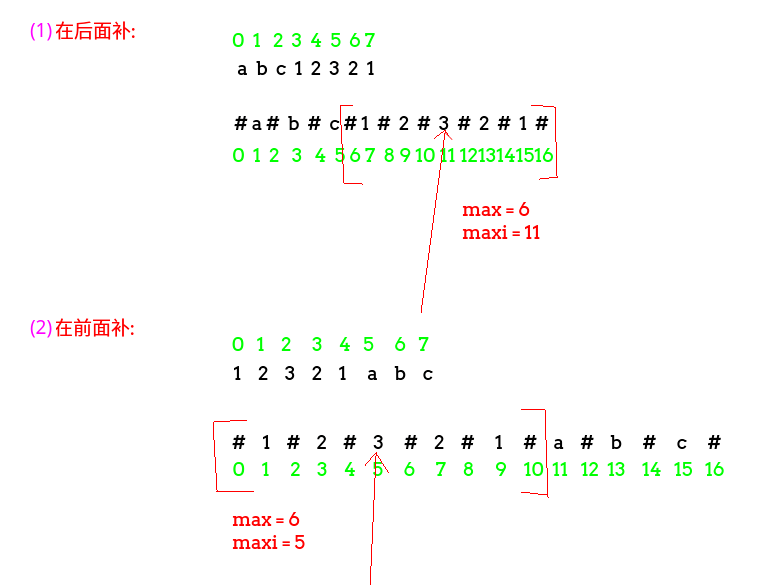 (1)在后面补:
0 1 2 3 4 5 6 7
a b c 1 2 3 2 1
# a # b # c # 1 # 2 # 3 # 2 # 1 #
0 1 2 3 4 5 6 7 8 9 10 11 12 13 14 15 16
max = 6
maxi = 11
(2)在前面补:
0 1 2 3 4 5 6 7
1 2 3 2 1 a b c
# 1 # 2 # 3 # 2 # 1 # a # b # c #
0 1 2 3 4 5 6 7 8 9 10 11 12 13 14 15 16
max = 6
maxi = 5